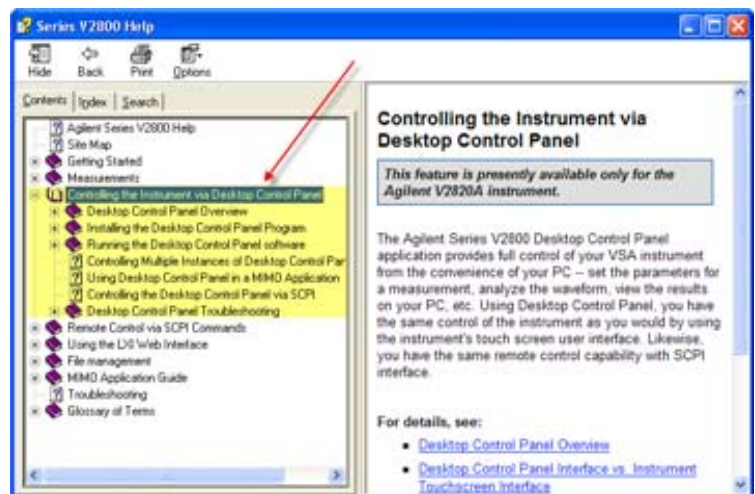 Series V2800 Help
Hide Back Print Options
Contents Index Search
Agilent Series V2800 Help
Site Map
Getting Started
Measurements
Controlling the Instrument via Desktop Control Panel
Desktop Control Panel Overview
Installing the Desktop Control Panel Program
Running the Desktop Control Panel software
Controlling Multiple Instances of Desktop Control Par
Using Desktop Control Panel in a MIMO Application
Controlling the Desktop Control Panel via SCPI
Desktop Control Panel Troubleshooting
Remote Control via SCPI Commands
Using the LXI Web Interface
File management
MIMO Application Guide
Troubleshooting
Glossary of Terms
Controlling the Instrument via
Desktop Control Panel
This feature is presently available only for the
Agilent V2820A instrument.
The Agilent Series V2800 Desktop Control Panel
application provides full control of your VSA instrument
from the convenience of your PC -- set the parameters for
a measurement, analyze the waveform, view the results
on your PC, etc. Using Desktop Control Panel, you have
the same control of the instrument as you would by using
the instrument's touch screen user interface. Likewise,
you have the same remote control capability with SCPI
interface.
For details, see:
Desktop Control Panel Overview
Desktop Control Panel Interface vs. Instrument
Touchscreen Interface